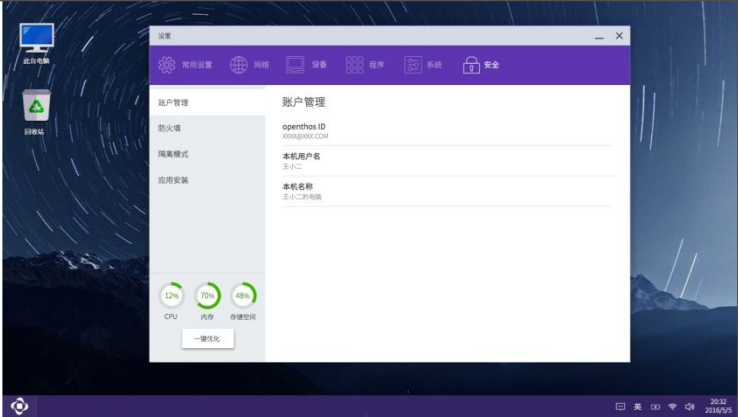 此台电脑
回收站
设置
常用设置 网络 设备 程序 系统 安全
账户管理
防火墙
隔离模式
应用安装
账户管理
openthos ID
XXXX@XXX.COM
本机用户名
王小二
本机名称
王小二的电脑
12% 70% 48%
CPU 内存 存储空间
一键优化
英
20:32
2016/5/5